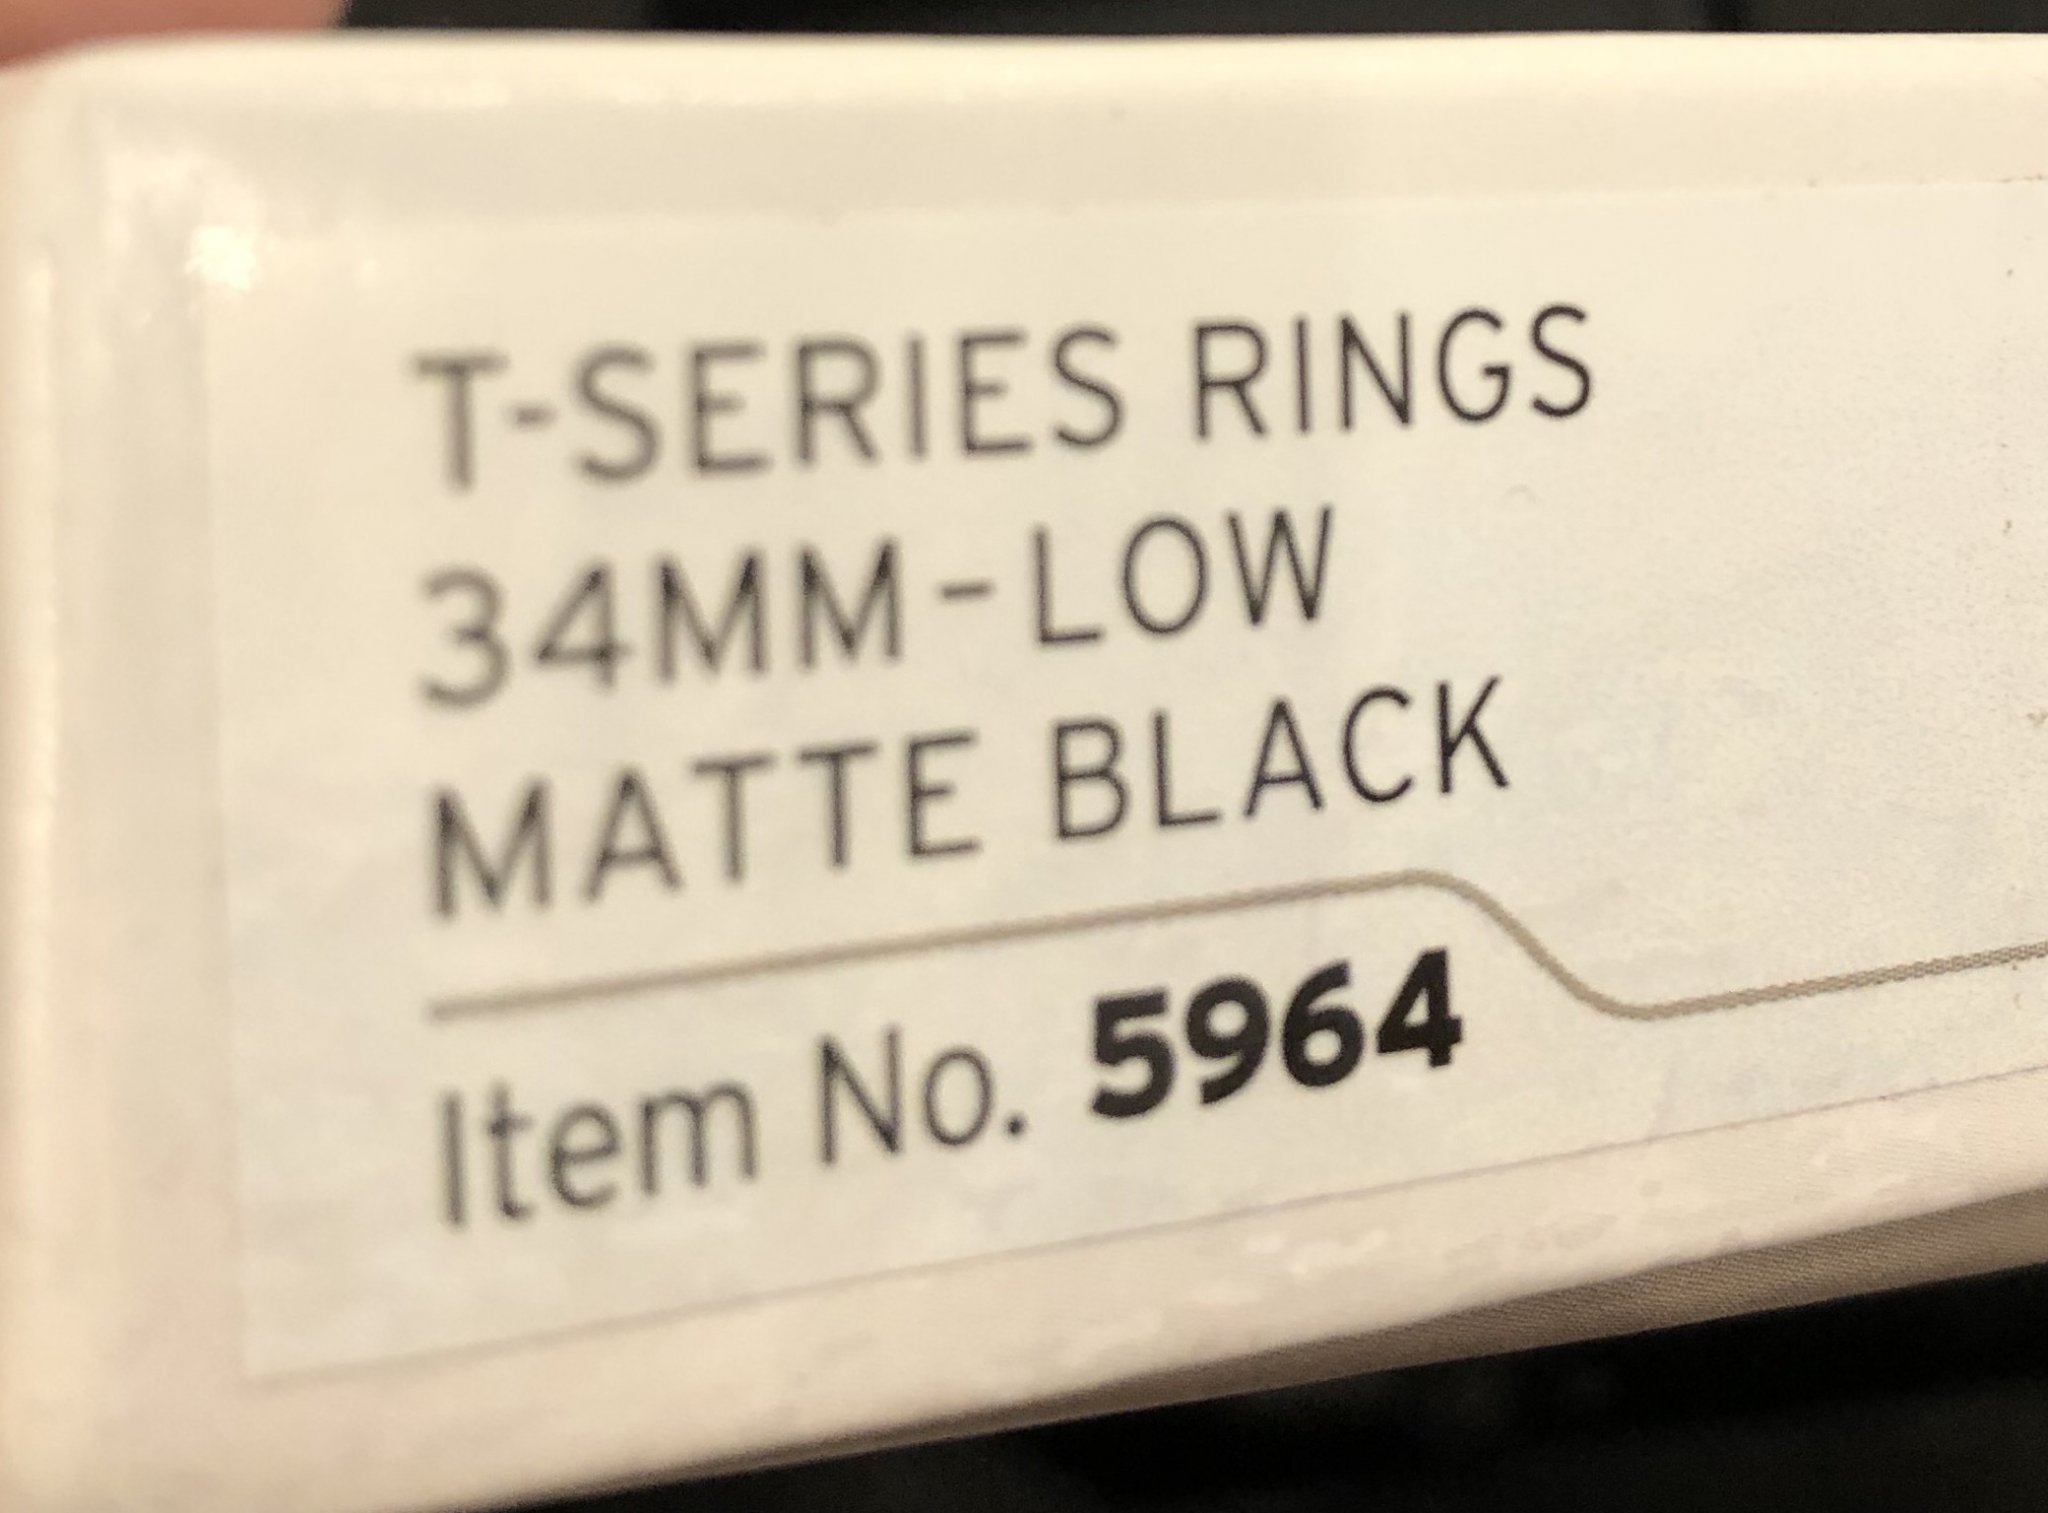 T-SERIES RINGS
34MM-LOW
MATTE BLACK
Item No. 5964